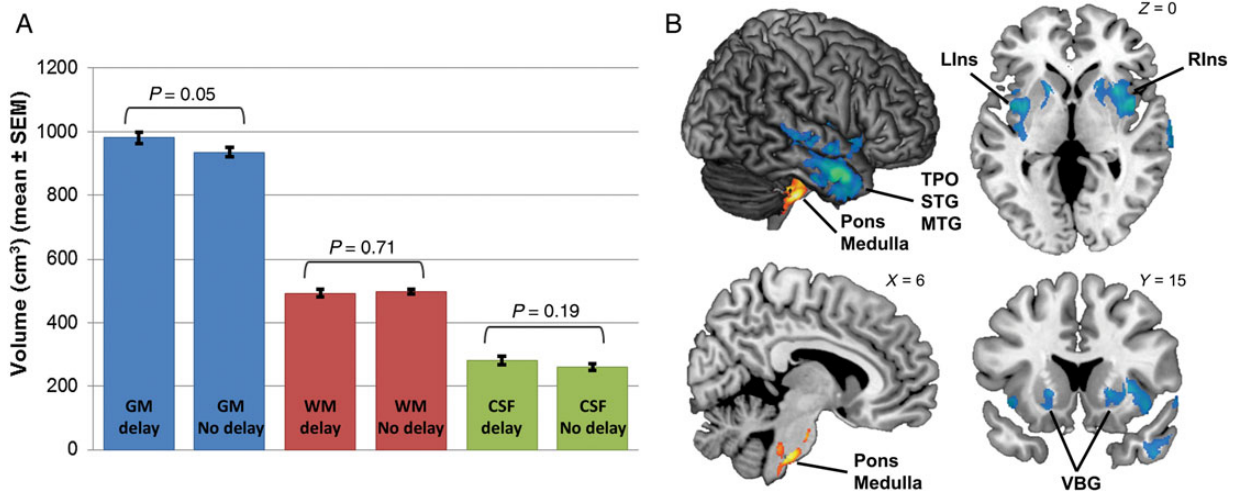 A
Volume (cm³) (mean ± SEM)
1200
1000
800
600
400
200
0
P = 0.05
P = 0.71
P = 0.19
GM
delay
GM
No delay
WM
delay
WM
No delay
CSF
delay
CSF
No delay
B
Z = 0
LIns
RIns
TPO
STG
MTG
Pons
Medulla
X = 6
Y = 15
Pons
Medulla
VBG